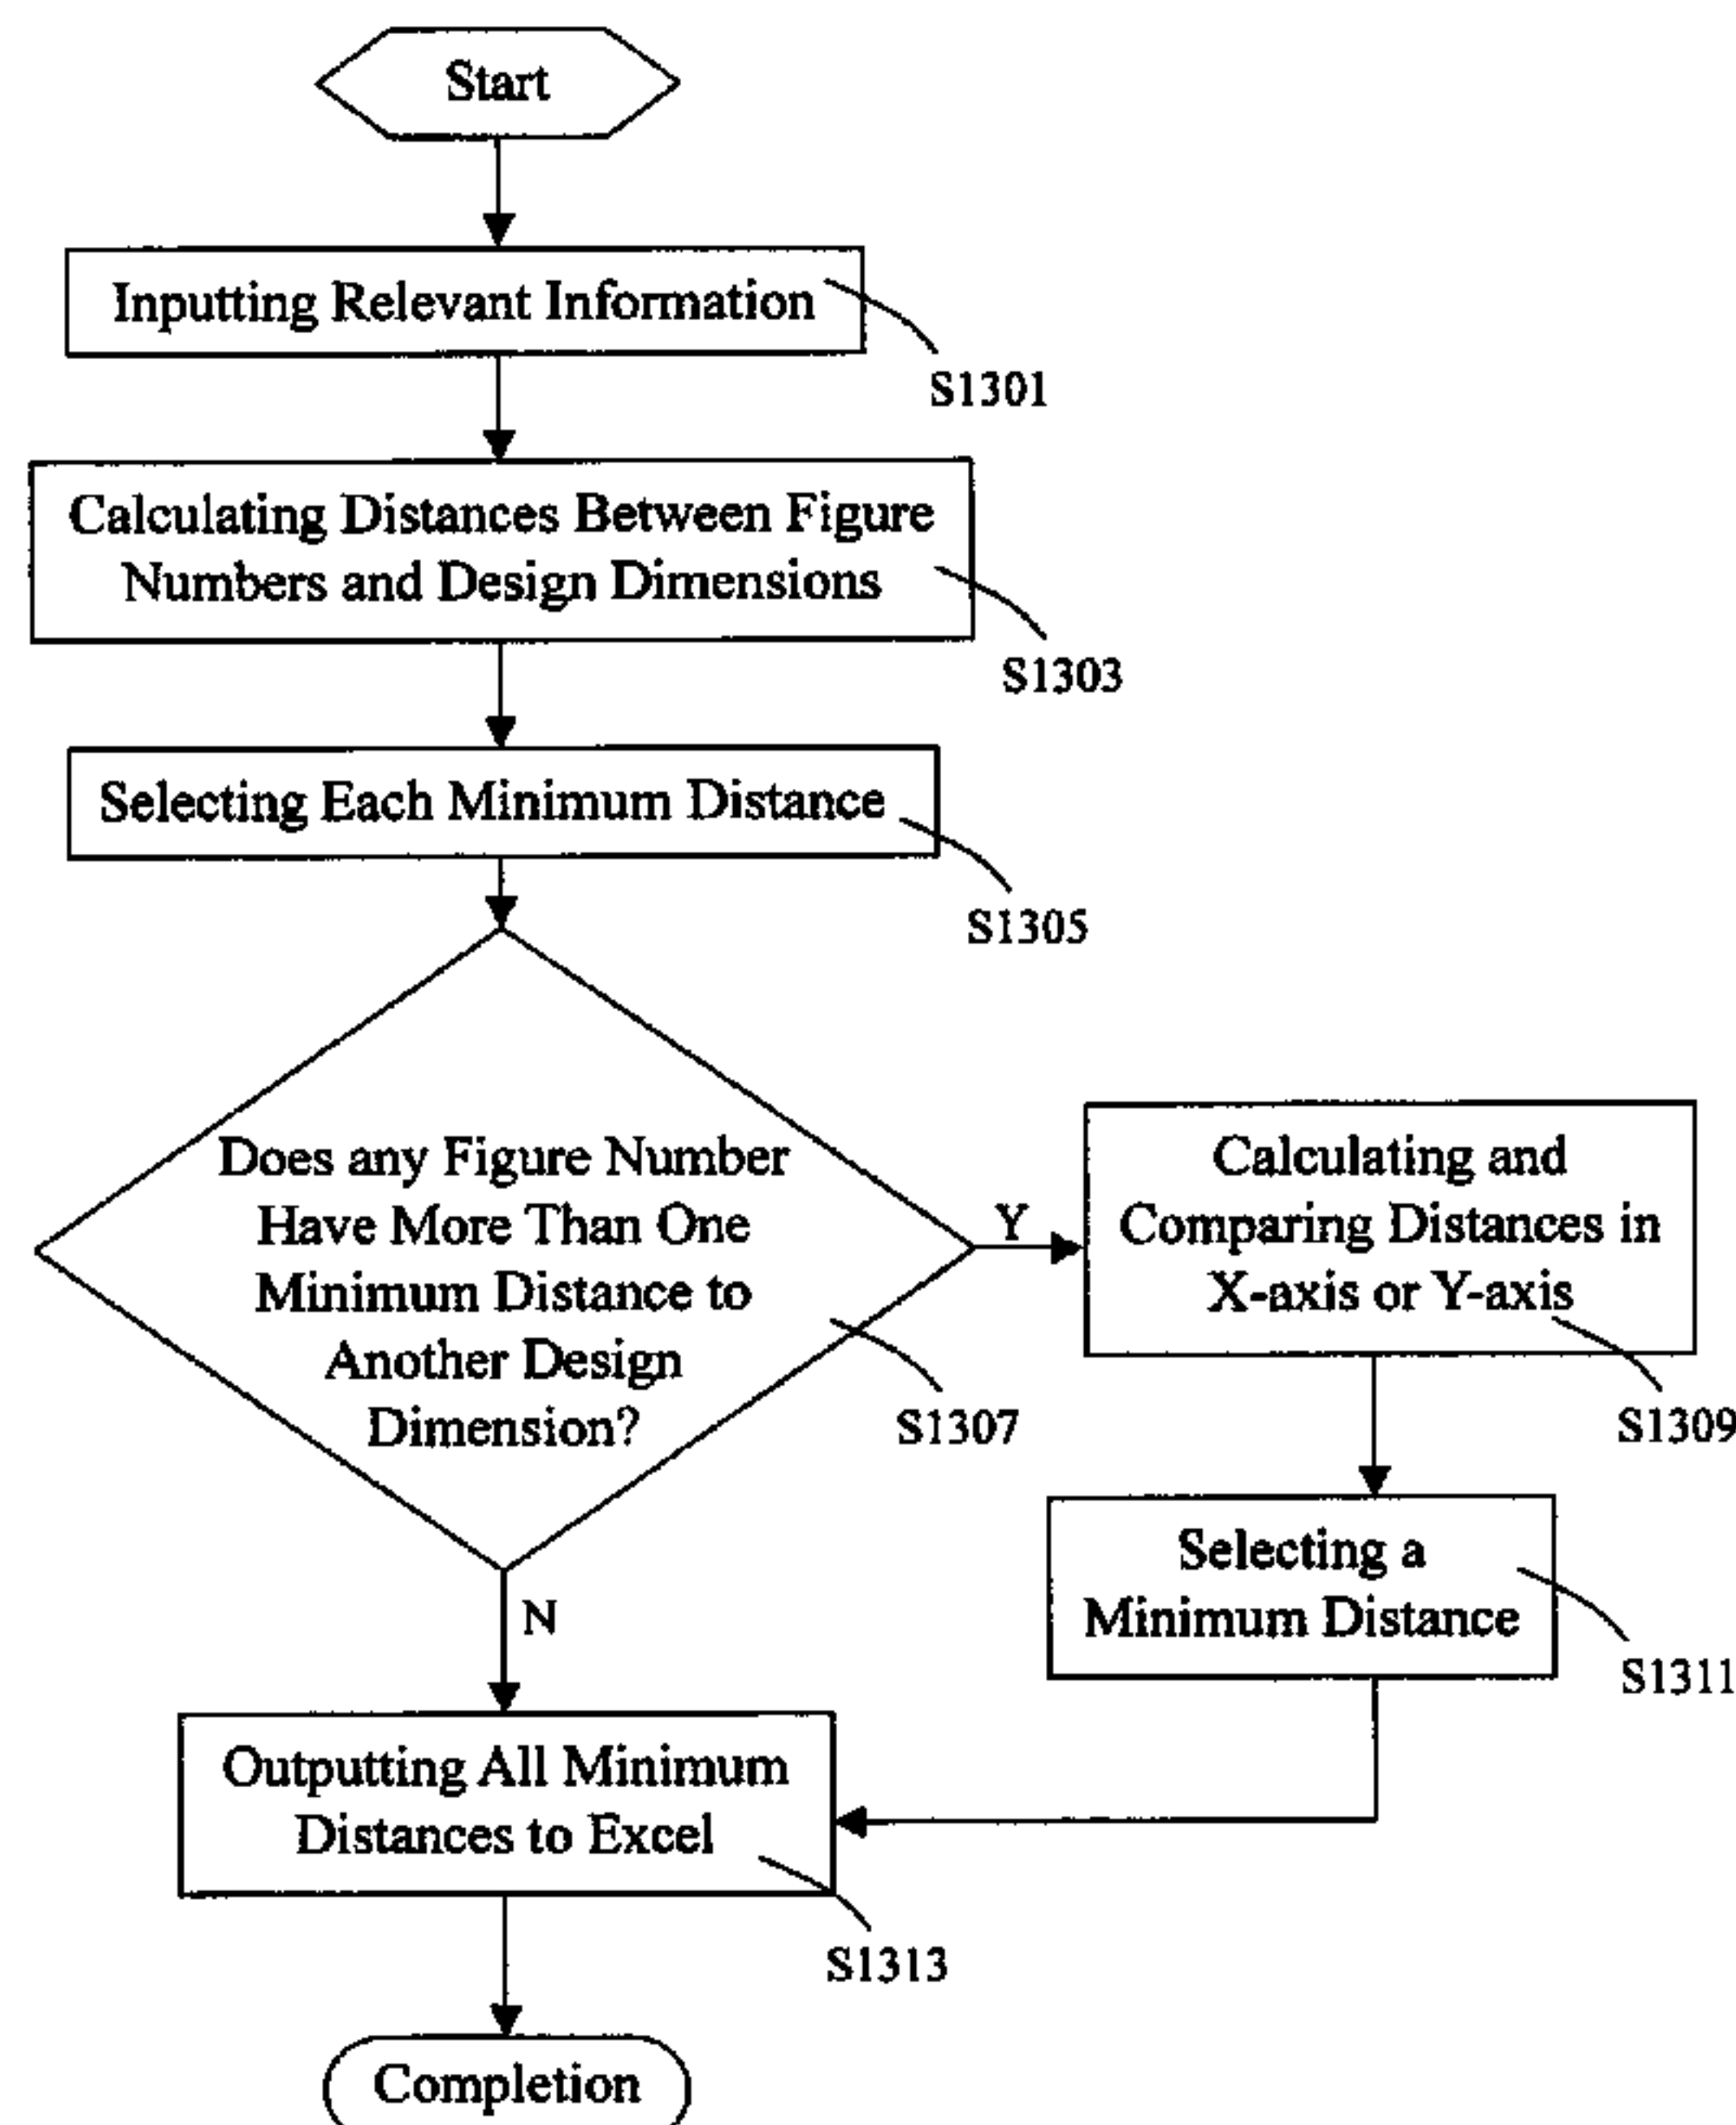 Start
Inputting Relevant Information
S1301
Calculating Distances Between Figure
Numbers and Design Dimensions
S1303
Selecting Each Minimum Distance
S1305
Does any Figure Number
Have More Than One
Minimum Distance to
Another Design
Dimension?
S1307
Y
Calculating and
Comparing Distances in
X-axis or Y-axis
S1309
Selecting a
Minimum Distance
S1311
N
Outputting All Minimum
Distances to Excel
S1313
Completion